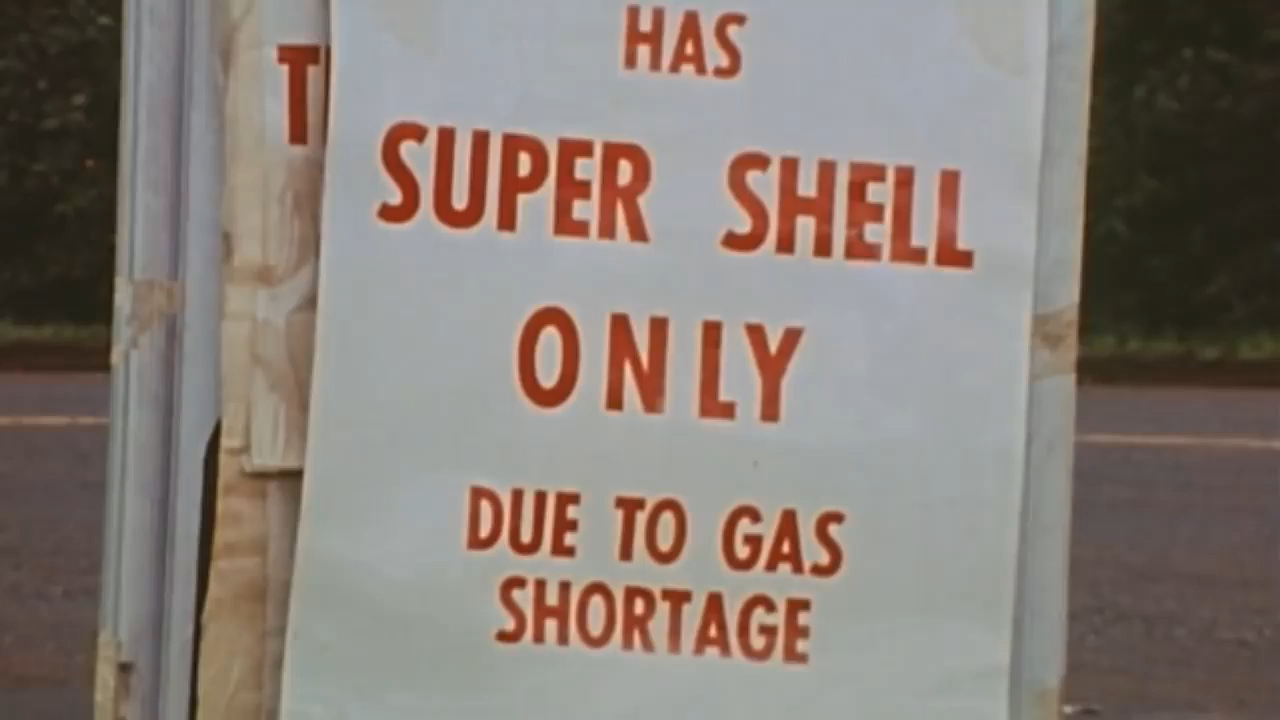 HAS
T
SUPER SHELL
ONLY
DUE TO GAS
SHORTAGE